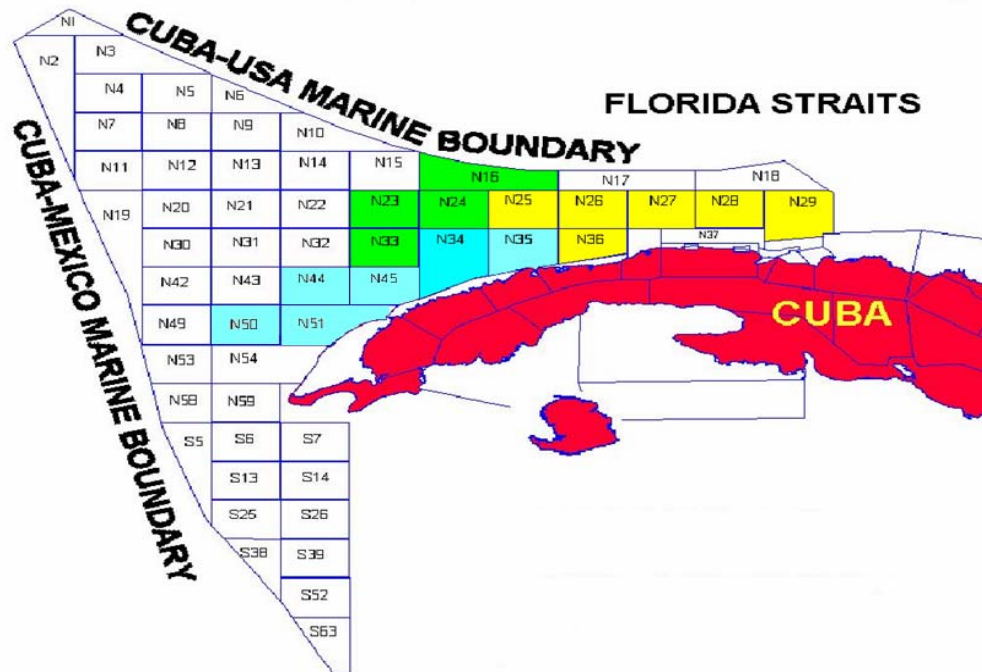 N1
CUBA-USA MARINE BOUNDARY
N2
N3
FLORIDA STRAITS
N4
N5
N6
N7
N8
N9
N10
CUBA-MEXICO MARINE BOUNDARY
N11
N12
N13
N14
N15
N16
N17
N18
N19
N20
N21
N22
N23
N24
N25
N26
N27
N28
N29
N30
N31
N32
N33
N34
N35
N36
N37
N42
N43
N44
N45
CUBA
N49
N50
N51
N53
N54
N58
N59
S5
S6
S7
S13
S14
S25
S26
S38
S39
S52
S63